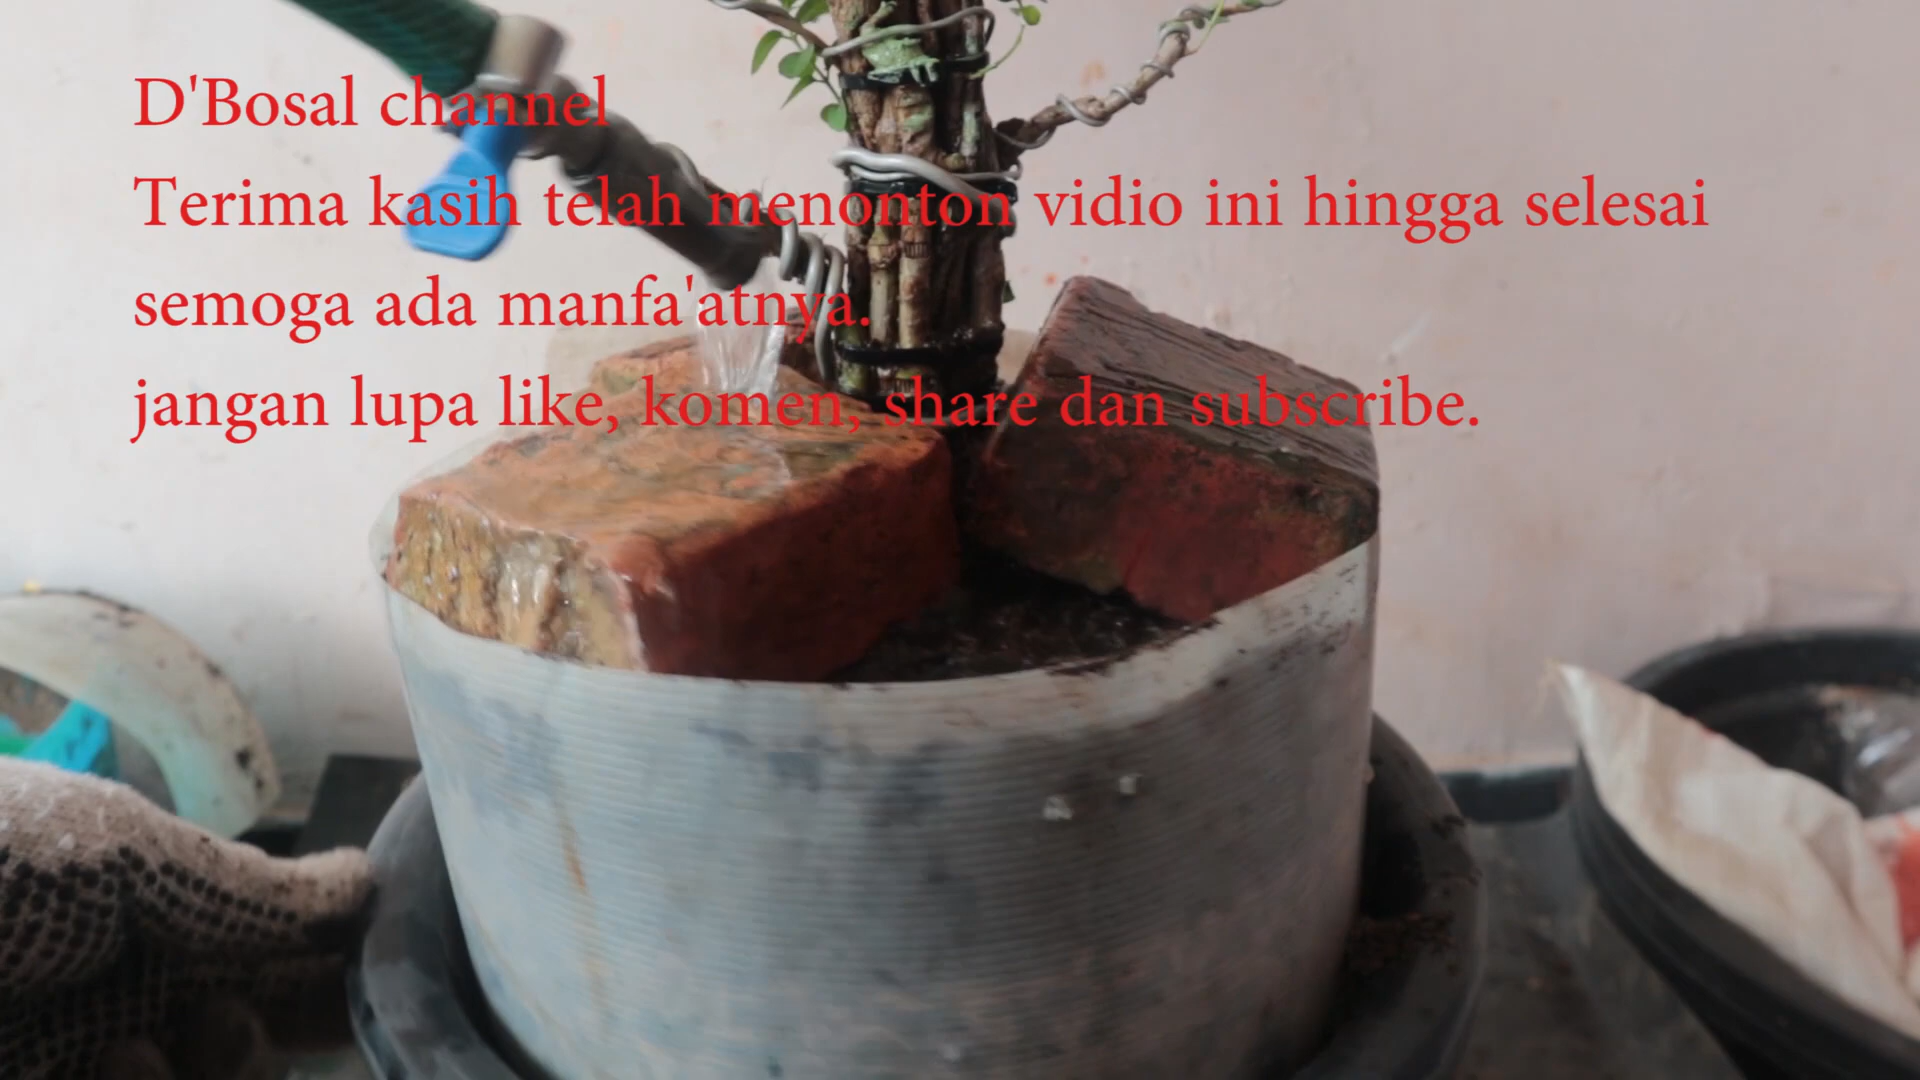 D'Bosal channel
Terima kasih telah menonton vidio ini hingga selesai
semoga ada manfa'atnya.
jangan lupa like, komen, share dan subscribe.